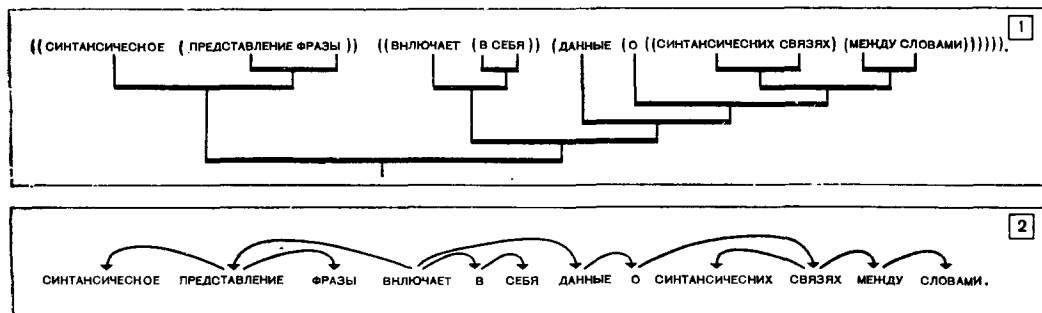 1
((СИНТАКСИЧЕСКОЕ (ПРЕДСТАВЛЕНИЕ ФРАЗЫ)) ((ВКЛЮЧАЕТ (В СЕБЯ)) (ДАННЫЕ (О ((СИНТАКСИЧЕСКИХ СВЯЗЯХ) (МЕЖДУ СЛОВАМИ)))))).
2
СИНТАКСИЧЕСКОЕ ПРЕДСТАВЛЕНИЕ ФРАЗЫ ВКЛЮЧАЕТ В СЕБЯ ДАННЫЕ О СИНТАКСИЧЕСКИХ СВЯЗЯХ МЕЖДУ СЛОВАМИ.